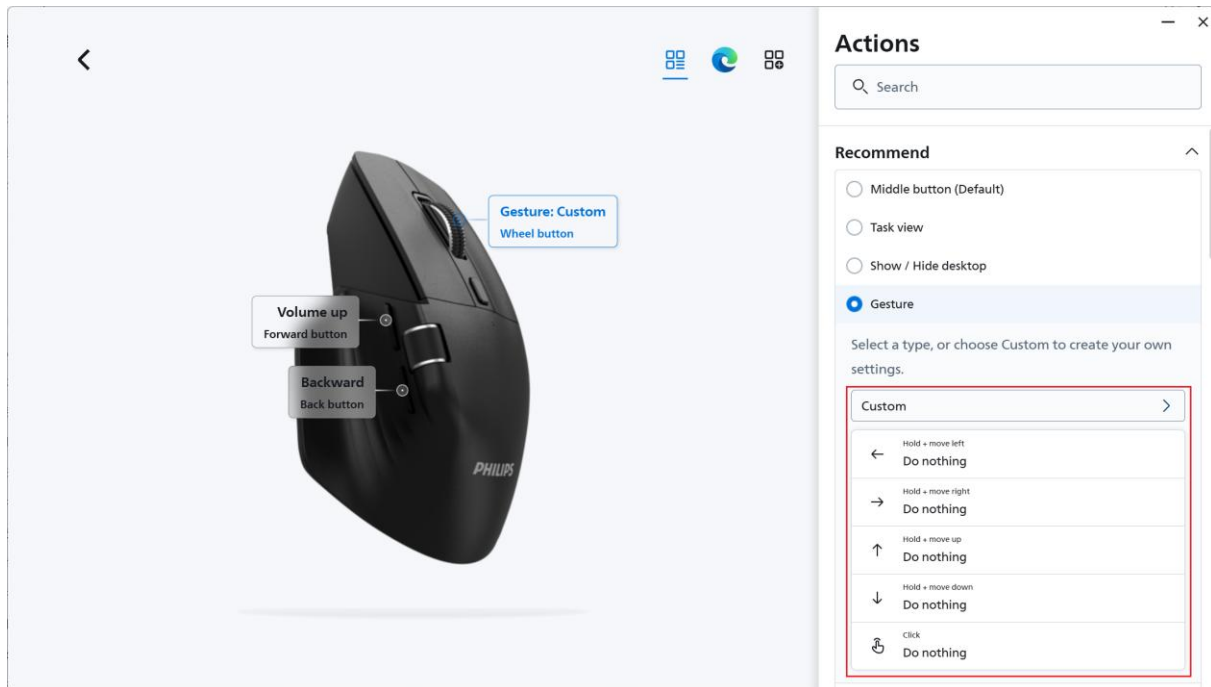 Actions
Search
Recommend
Middle button (Default)
Task view
Show / Hide desktop
Gesture
Select a type, or choose Custom to create your own
settings.
Custom
Hold + move left
Do nothing
Hold + move right
Do nothing
Hold + move up
Do nothing
Hold + move down
Do nothing
Click
Do nothing
Gesture: Custom
Wheel button
Volume up
Forward button
Backward
Back button
PHILIPS